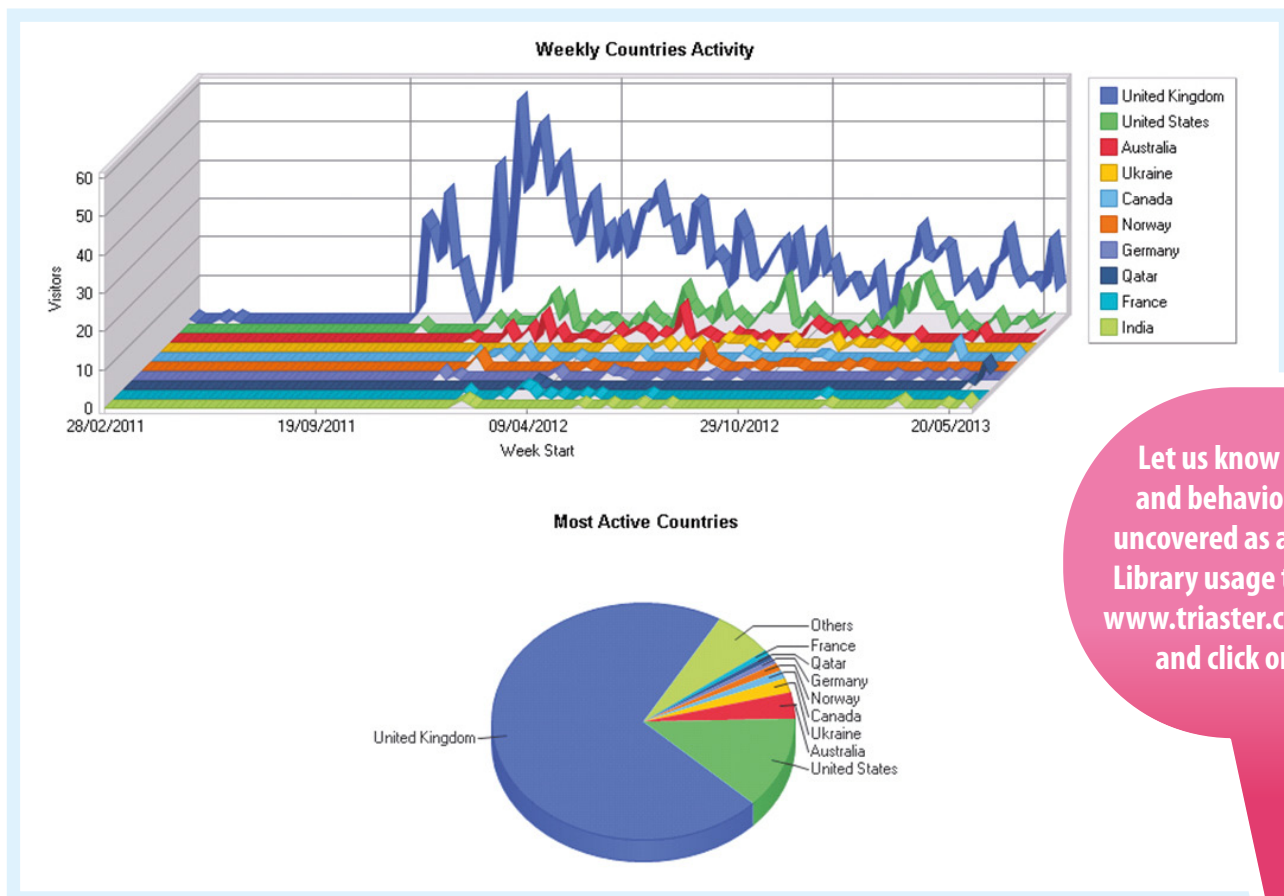 Weekly Countries Activity
60
50
40
30
20
10
0
Visitors
28/02/2011
19/09/2011
09/04/2012
29/10/2012
20/05/2013
Week Start
United Kingdom
United States
Australia
Ukraine
Canada
Norway
Germany
Qatar
France
India
Most Active Countries
Others
France
Qatar
Germany
Norway
Canada
Ukraine
Australia
United States
United Kingdom
Let us know
and behavio
uncovered as a
Library usage t
www.triaster.c
and click o